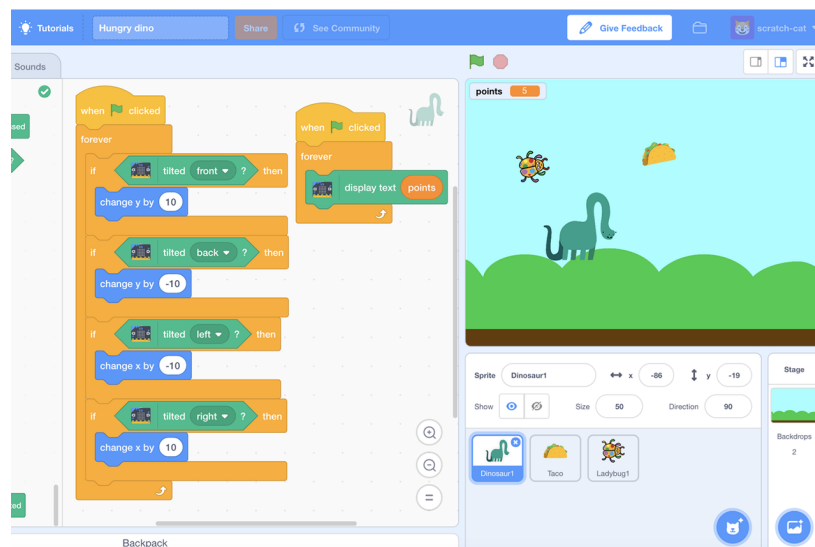 Tutorials
Hungry dino
Share
See Community
Give Feedback
scratch-cat
Sounds
when clicked
forever
if tilted front ? then
change y by 10
if tilted back ? then
change y by -10
if tilted left ? then
change x by -10
if tilted right ? then
change x by 10
when clicked
forever
display text points
points 5
Sprite Dinosaur1 x -86 y -19
Show Size 50 Direction 90
Dinosaur1
Taco
Ladybug1
Stage
Backdrops
2
Backpack